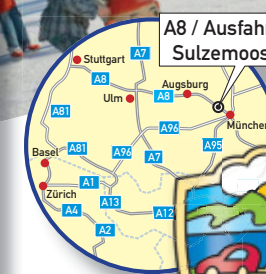 A8 / Ausfah
Sulzemoos
Stuttgart
A7
A8
Augsburg
Ulm
A8
A81
A96
München
Basel
A81
A96
A7
A95
Zürich
A1
A4
A13
A12
A2